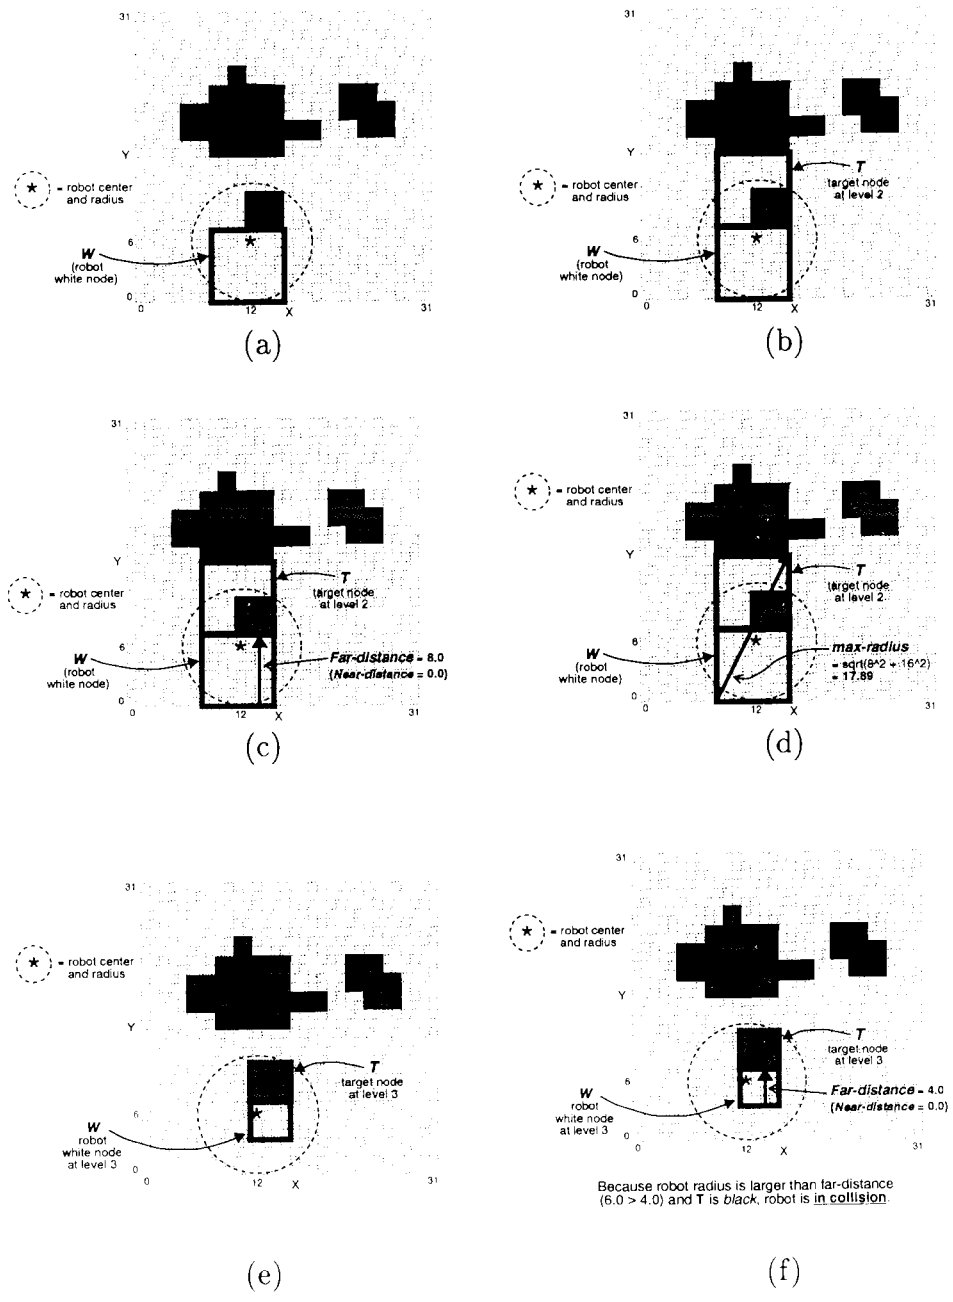 31
Y
= robot center
and radius
6
W
(robot
white node)
0
0
12
X
31
(a)
31
Y
= robot center
and radius
T
target node
at level 2
6
W
(robot
white node)
0
0
12
X
31
(b)
31
Y
= robot center
and radius
T
target node
at level 2
6
W
(robot
white node)
Far-distance = 8.0
(Near-distance = 0.0)
0
0
12
X
31
(c)
31
Y
= robot center
and radius
T
target node
at level 2
6
W
(robot
white node)
max-radius
= sqrt(8^2 + 16^2)
= 17.89
0
0
12
X
31
(d)
31
= robot center
and radius
Y
T
target node
at level 3
6
W
robot
white node
at level 3
0
0
12
X
31
(e)
31
= robot center
and radius
Y
T
target node
at level 3
6
W
robot
white node
at level 3
Far-distance = 4.0
(Near-distance = 0.0)
0
0
12
X
31
Because robot radius is larger than far-distance
(6.0 > 4.0) and T is black, robot is in collision.
(f)